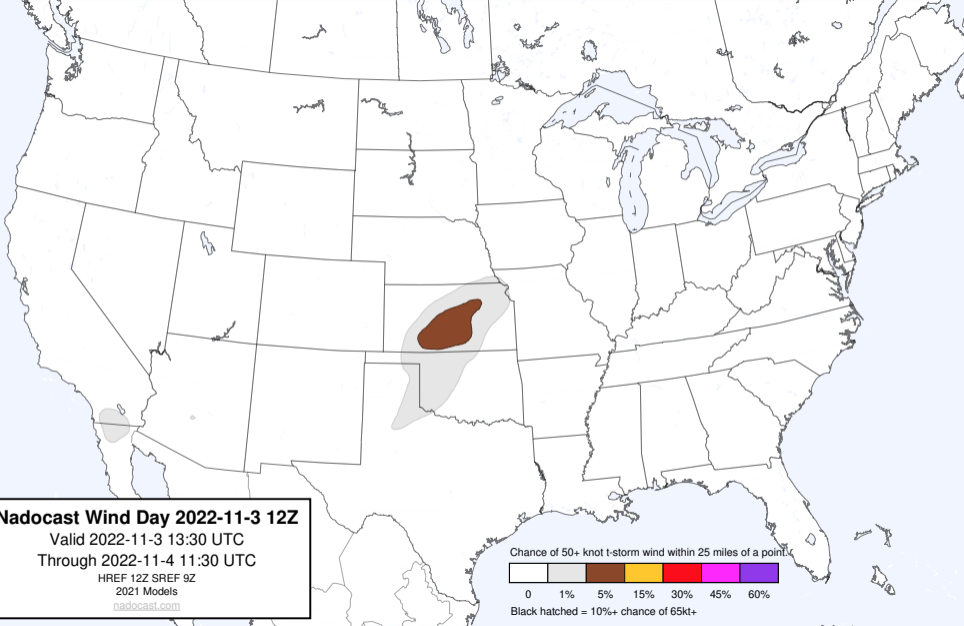 Nadocast Wind Day 2022-11-3 12Z
Valid 2022-11-3 13:30 UTC
Through 2022-11-4 11:30 UTC
HREF 12Z SREF 9Z
2021 Models
nadocast.com
Chance of 50+ knot t-storm wind within 25 miles of a point.
0 1% 5% 15% 30% 45% 60%
Black hatched = 10%+ chance of 65kt+